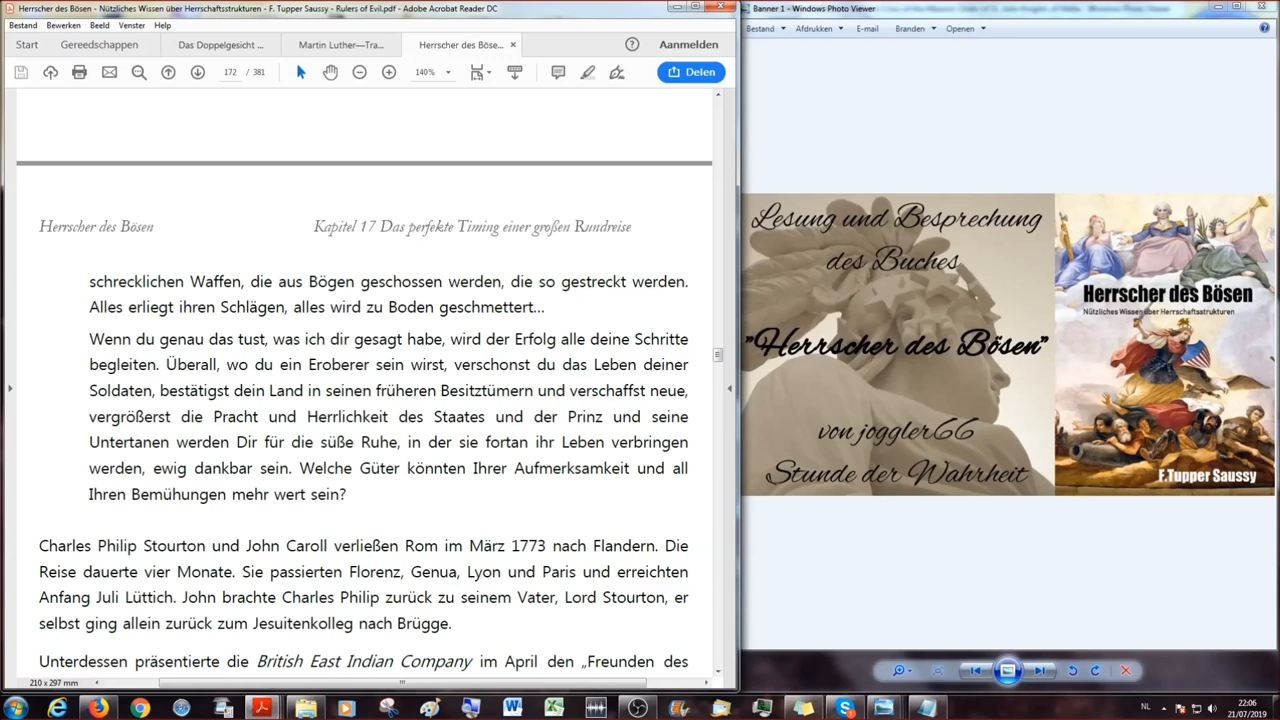 Herrscher des Bösen - Nützliches Wissen über Herrschaftsstrukturen - F. Tupper Saussy - Rulers of Evil.pdf - Adobe Acrobat Reader DC
Bestand Bewerken Beeld Venster Help
Start Gereedschappen Das Doppelgesicht ... Martin Luther—Tra... Herrscher des Böse... × Aanmelden
172 / 381 140% Delen
Herrscher des Bösen Kapitel 17 Das perfekte Timing einer großen Rundreise
schrecklichen Waffen, die aus Bögen geschossen werden, die so gestreckt werden.
Alles erliegt ihren Schlägen, alles wird zu Boden geschmettert...
Wenn du genau das tust, was ich dir gesagt habe, wird der Erfolg alle deine Schritte
begleiten. Überall, wo du ein Eroberer sein wirst, verschonst du das Leben deiner
Soldaten, bestätigst dein Land in seinen früheren Besitztümern und verschaffst neue,
vergrößerst die Pracht und Herrlichkeit des Staates und der Prinz und seine
Untertanen werden Dir für die süße Ruhe, in der sie fortan ihr Leben verbringen
werden, ewig dankbar sein. Welche Güter könnten Ihrer Aufmerksamkeit und all
Ihren Bemühungen mehr wert sein?
Charles Philip Stourton und John Caroll verließen Rom im März 1773 nach Flandern. Die
Reise dauerte vier Monate. Sie passierten Florenz, Genua, Lyon und Paris und erreichten
Anfang Juli Lüttich. John brachte Charles Philip zurück zu seinem Vater, Lord Stourton, er
selbst ging allein zurück zum Jesuitenkolleg nach Brügge.
Unterdessen präsentierte die British East Indian Company im April den „Freunden des
210 x 297 mm
Banner 1 - Windows Photo Viewer
Bestand Afdrukken E-mail Branden Openen
Lesung und Besprechung
des Buches
"Herrscher des Bösen"
von joggler66
Stunde der Wahrheit
Herrscher des Bösen
Nützliches Wissen über Herrschaftsstrukturen
F.Tupper Saussy
NL 22:06
21/07/2019